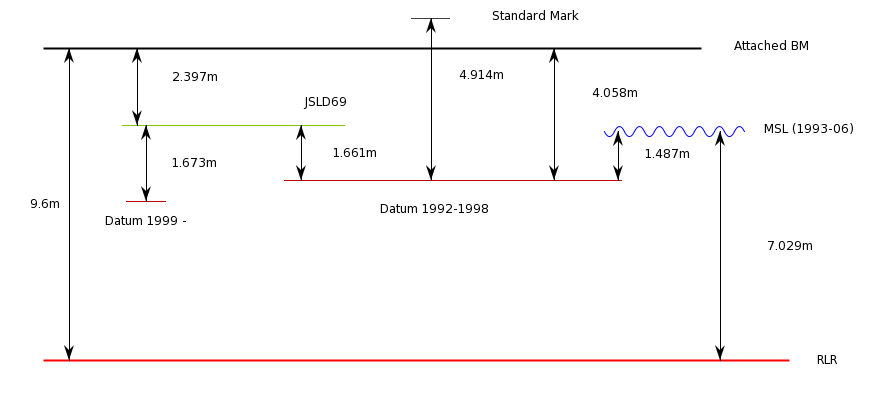 Standard Mark
Attached BM
2.397m
4.914m
4.058m
JSLD69
MSL (1993-06)
1.673m
1.661m
1.487m
9.6m
Datum 1999 -
Datum 1992-1998
7.029m
RLR